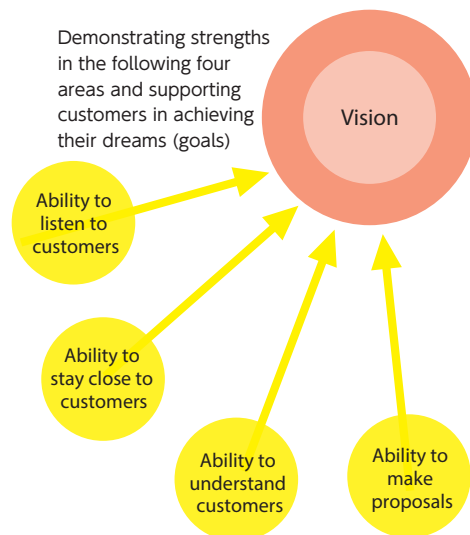 Demonstrating strengths
in the following four
areas and supporting
customers in achieving
their dreams (goals)
Vision
Ability to
listen to
customers
Ability to
stay close to
customers
Ability to
understand
customers
Ability to
make
proposals